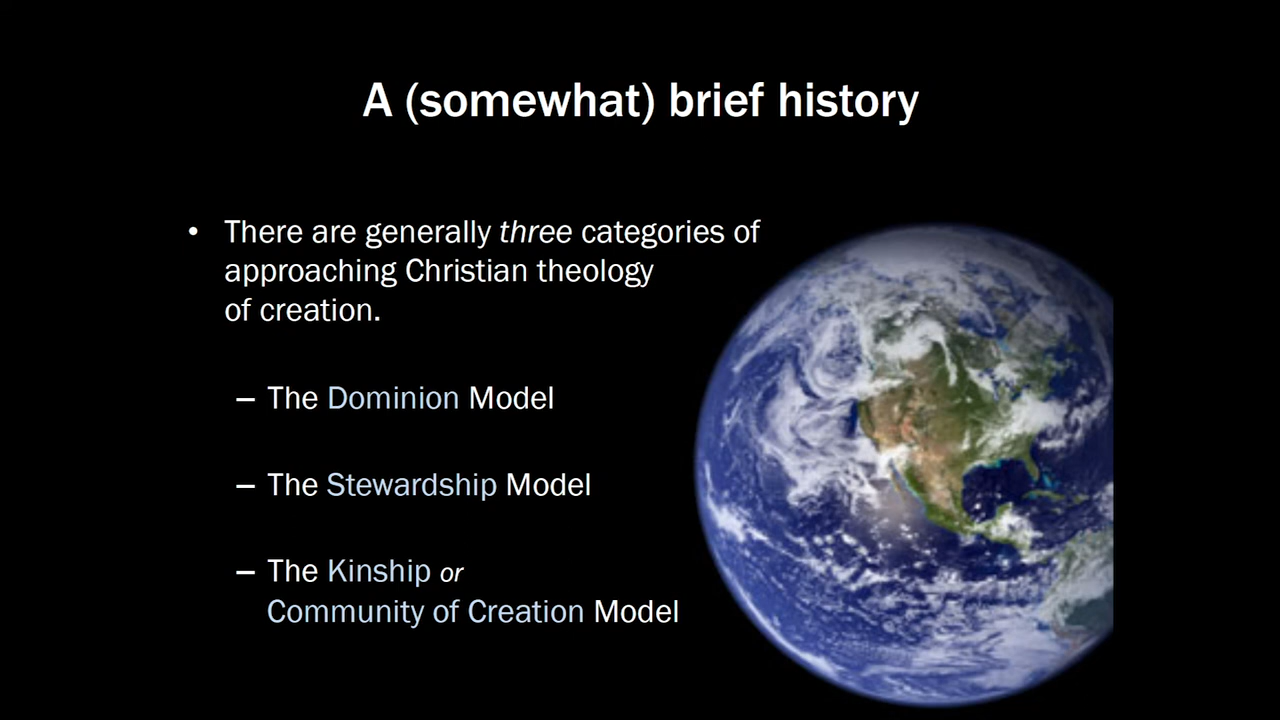 A (somewhat) brief history
• There are generally three categories of
approaching Christian theology
of creation.
– The Dominion Model
– The Stewardship Model
– The Kinship or
Community of Creation Model